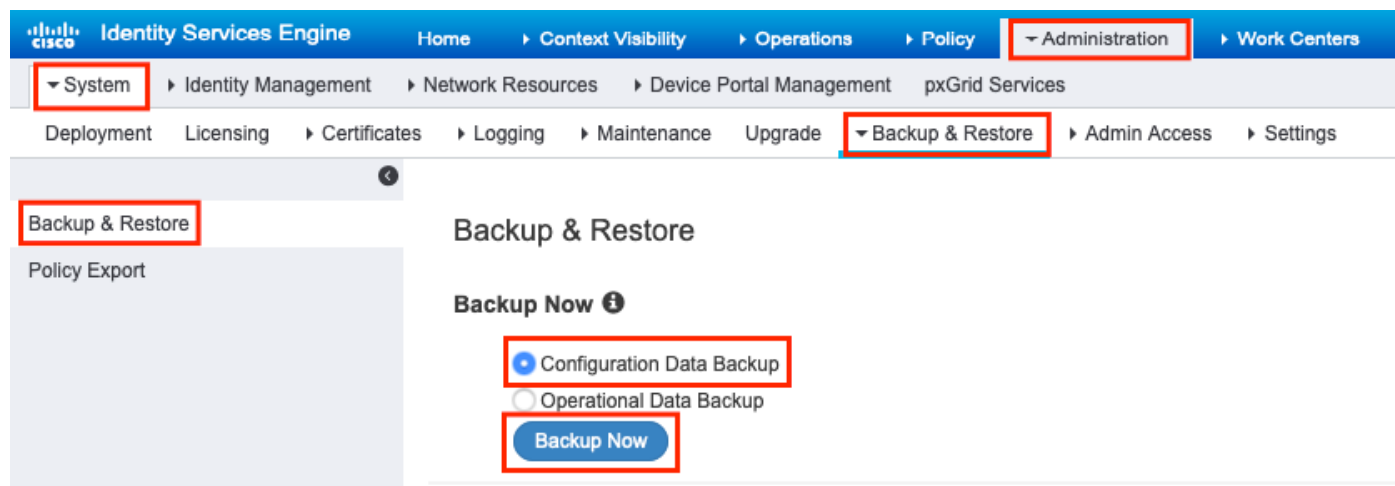 cisco Identity Services Engine Home Context Visibility Operations Policy Administration Work Centers
System Identity Management Network Resources Device Portal Management pxGrid Services
Deployment Licensing Certificates Logging Maintenance Upgrade Backup & Restore Admin Access Settings
Backup & Restore
Policy Export
Backup & Restore
Backup Now
Configuration Data Backup
Operational Data Backup
Backup Now